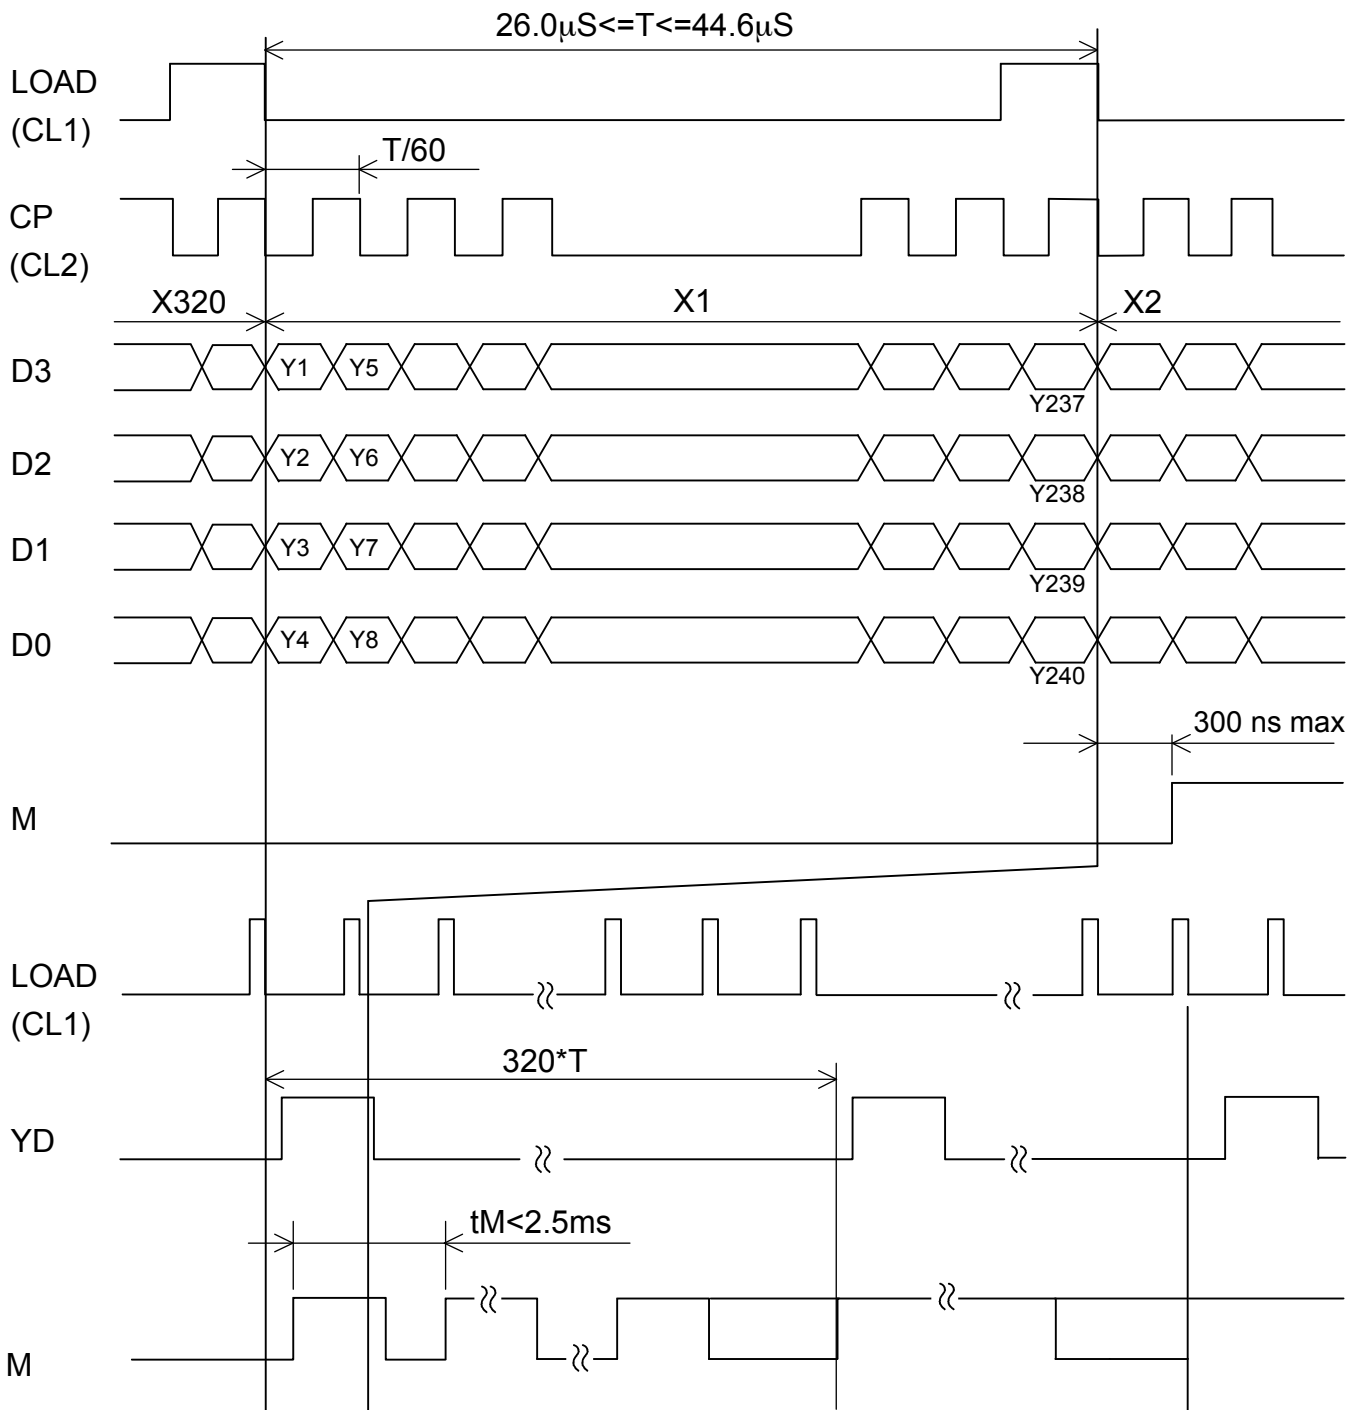 26.0μS<=T<=44.6μS
LOAD
(CL1)
T/60
CP
(CL2)
X320 X1 X2
D3 Y1 Y5
Y237
D2 Y2 Y6
Y238
D1 Y3 Y7
Y239
D0 Y4 Y8
Y240
300 ns max
M
LOAD
(CL1)
320*T
YD
tM<2.5ms
M